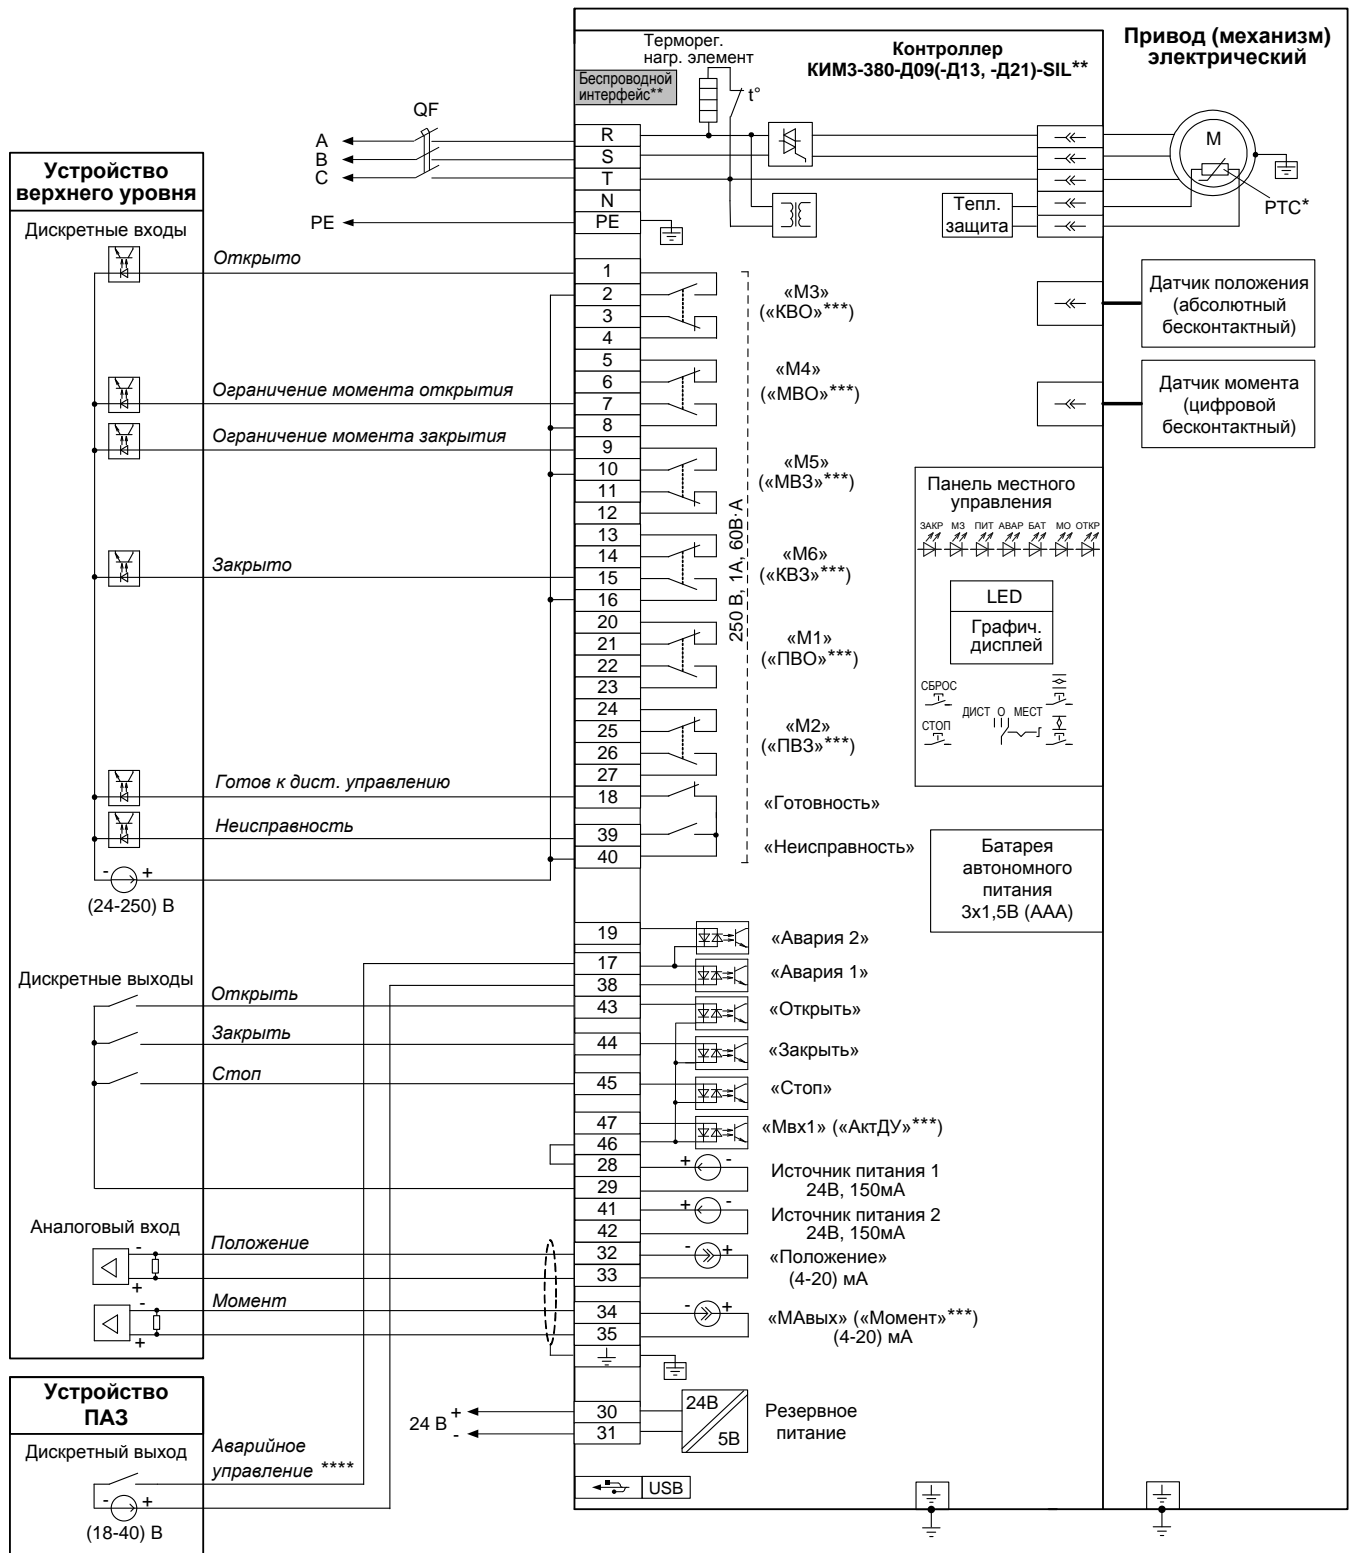 Привод (механизм)
электрический
Контроллер
КИМ3-380-Д09(-Д13, -Д21)-SIL**
Терморег.
нагр. элемент
t°
Беспроводной
интерфейс**
QF
A
B
C
PE
R
S
T
N
PE
M
PTC*
Тепл.
защита
Устройство
верхнего уровня
Дискретные входы
Открыто
Ограничение момента открытия
Ограничение момента закрытия
Закрыто
Готов к дист. управлению
Неисправность
- +
(24-250) В
1
2
3
4
5
6
7
8
9
10
11
12
13
14
15
16
20
21
22
23
24
25
26
27
18
39
40
«М3»
(«КВО»***)
«М4»
(«МВО»***)
«М5»
(«МВЗ»***)
«М6»
(«КВЗ»***)
«М1»
(«ПВО»***)
«М2»
(«ПВЗ»***)
«Готовность»
«Неисправность»
250 В, 1А, 60В·А
Датчик положения
(абсолютный
бесконтактный)
Датчик момента
(цифровой
бесконтактный)
Панель местного
управления
ЗАКР МЗ ПИТ АВАР БАТ МО ОТКР
LED
Графич.
дисплей
СБРОС
ДИСТ О МЕСТ
СТОП
Батарея
автономного
питания
3х1,5В (ААА)
Дискретные выходы
Открыть
Закрыть
Стоп
19
17
38
43
44
45
47
46
28
29
41
42
32
33
34
35
«Авария 2»
«Авария 1»
«Открыть»
«Закрыть»
«Стоп»
«Мвх1» («АктДУ»***)
+ -
Источник питания 1
24В, 150мА
+ -
Источник питания 2
24В, 150мА
- +
«Положение»
(4-20) мА
- +
«МАвых» («Момент»***)
(4-20) мА
Аналоговый вход
Положение
-
+
Момент
-
+
24 В
+
-
30
31
24В
5В
Резервное
питание
USB
Устройство
ПАЗ
Дискретный выход
Аварийное
управление ****
- +
(18-40) В